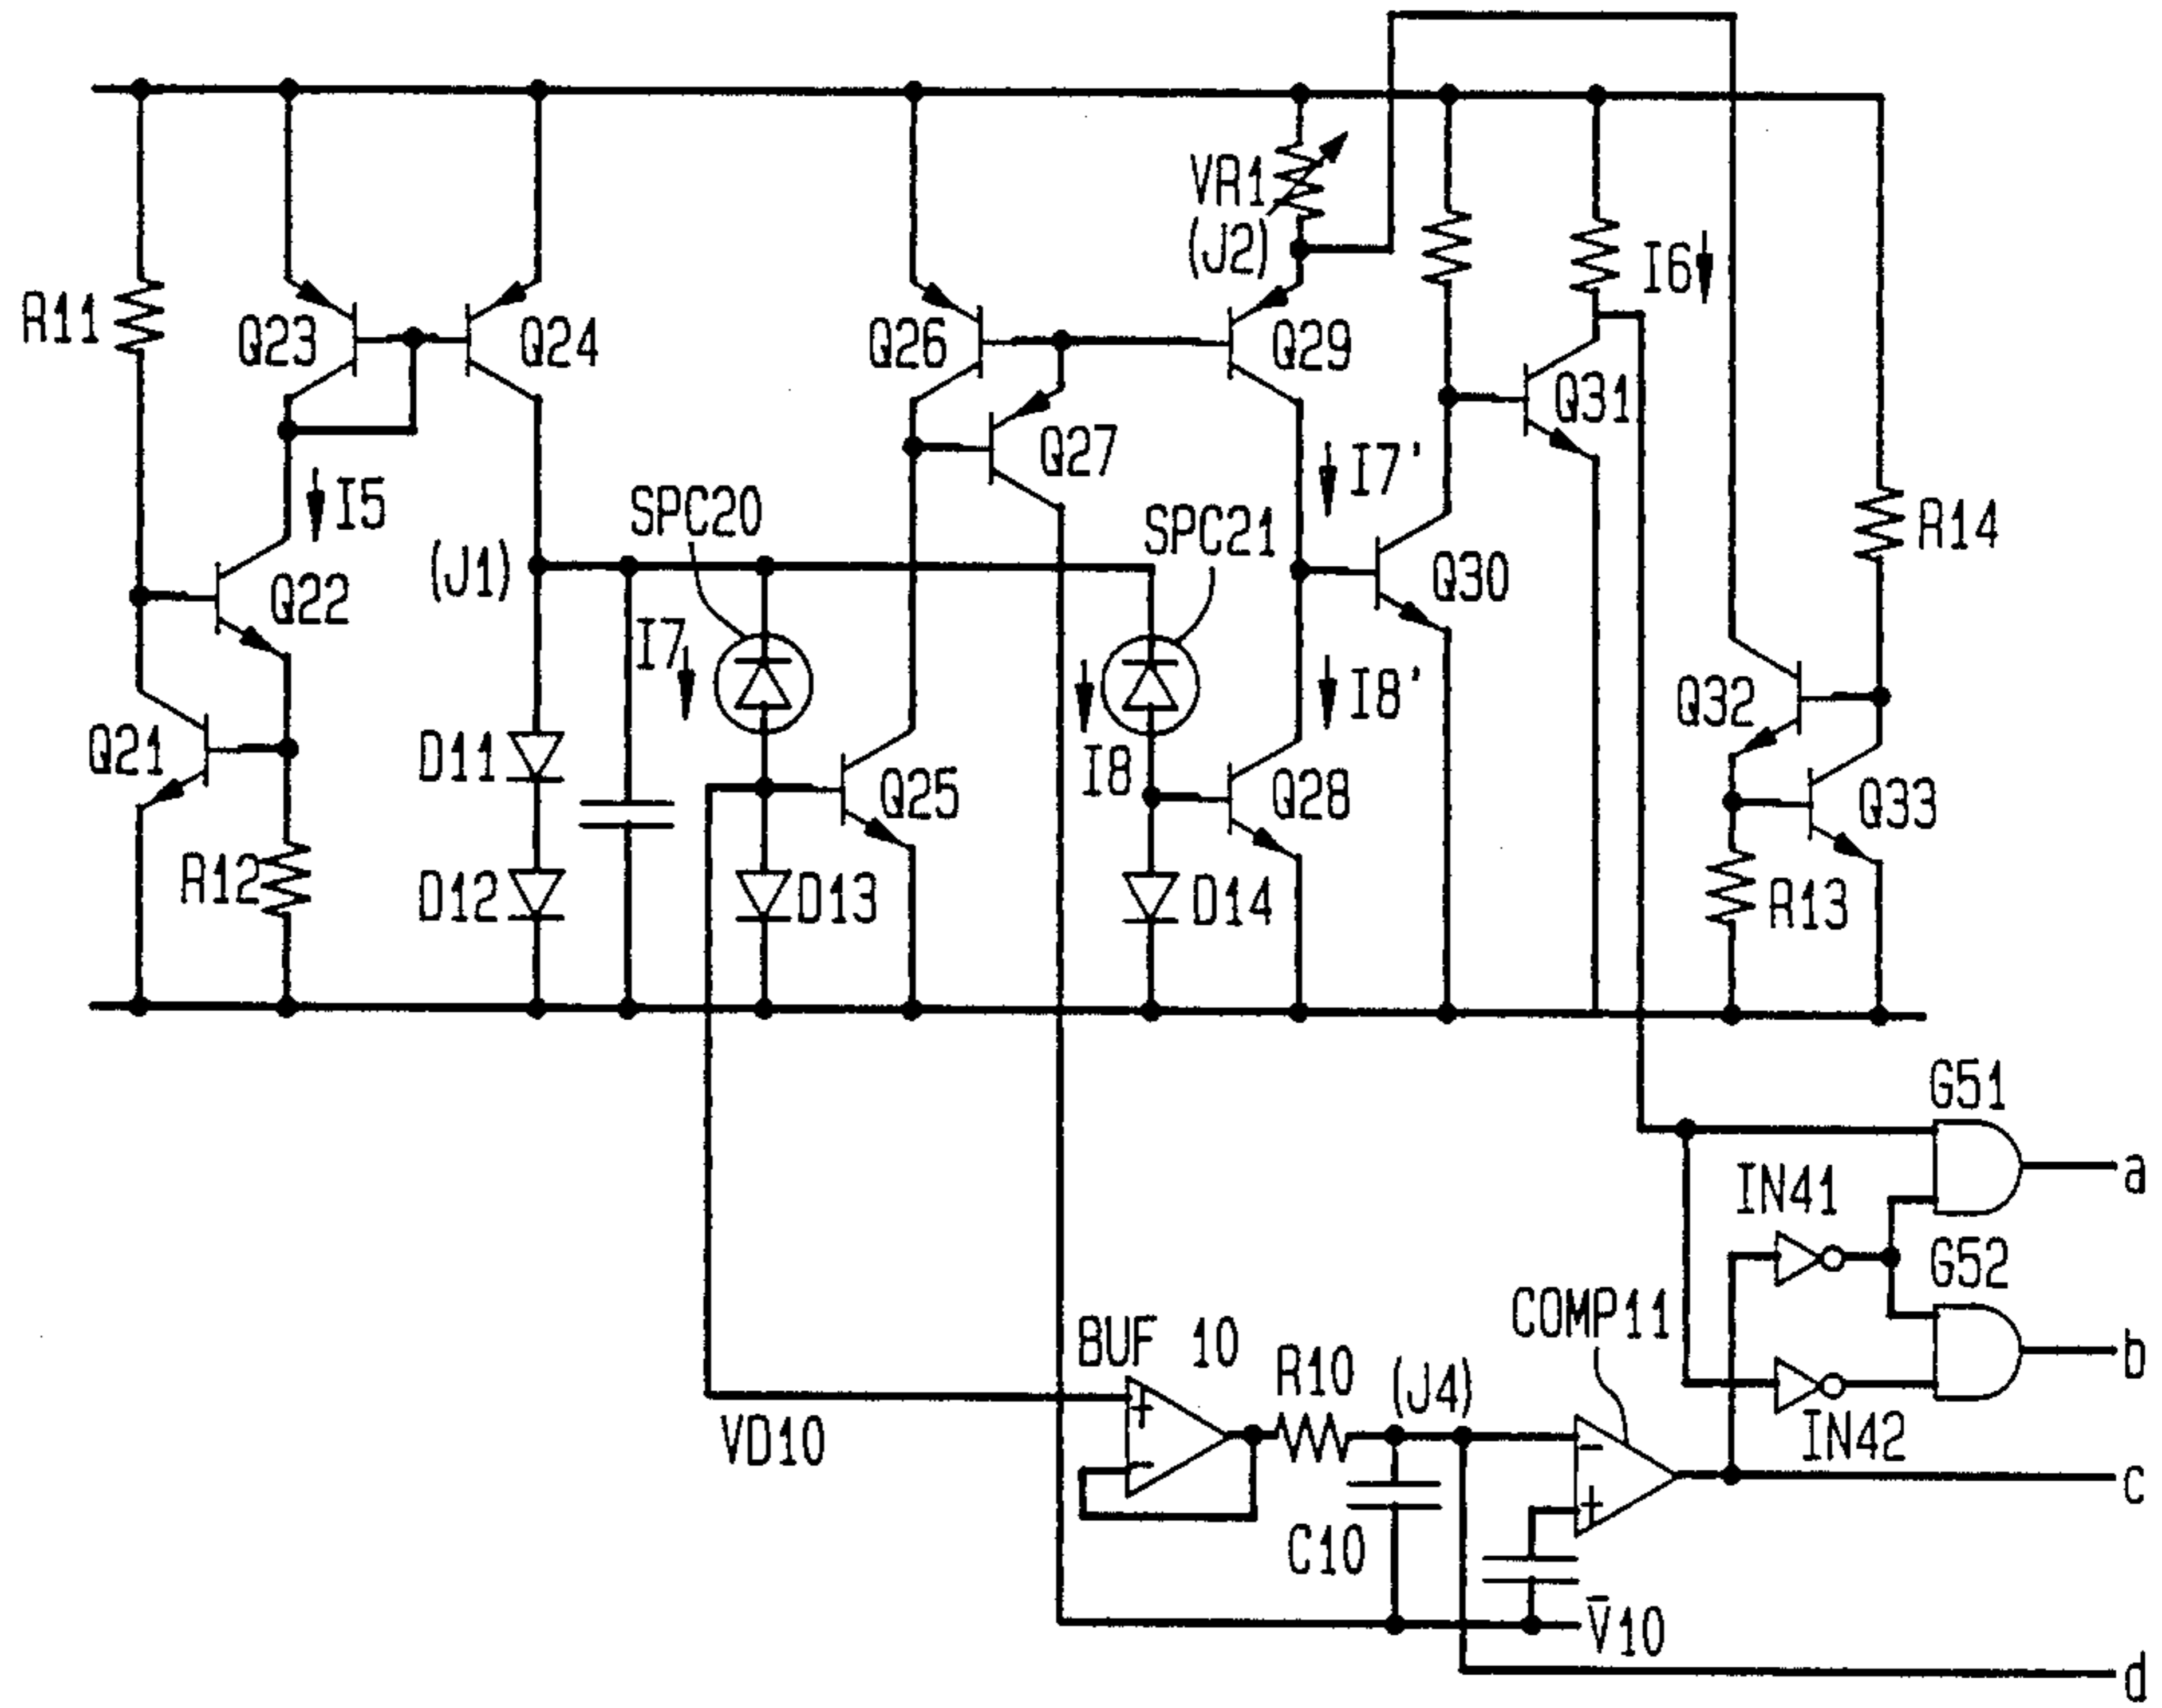 VR1
(J2)
I6
R11
Q23
Q24
Q26
Q29
Q31
Q27
I7'
I5
SPC20
SPC21
R14
(J1)
Q22
Q30
I7
I8'
Q32
Q21
D11
I8
Q25
Q28
Q33
R12
D12
D13
D14
R13
G51
a
IN41
G52
COMP11
BUF 10
R10
(J4)
b
VD10
IN42
c
C10
V̄10
d
+
-
-
+